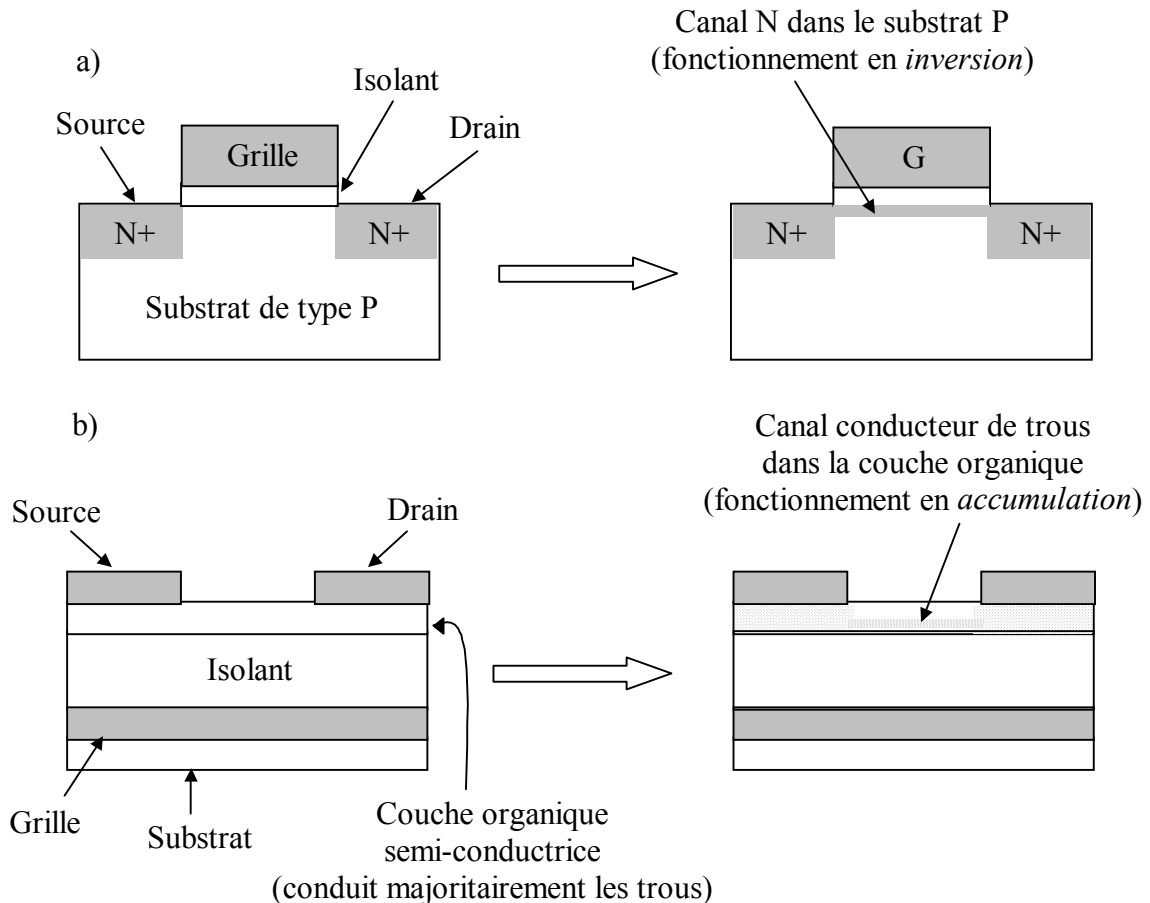 a)
Source
Grille
Isolant
Drain
N+
N+
Substrat de type P
Canal N dans le substrat P
(fonctionnement en inversion)
G
N+
N+
b)
Source
Drain
Isolant
Grille
Substrat
Couche organique
semi-conductrice
(conduit majoritairement les trous)
Canal conducteur de trous
dans la couche organique
(fonctionnement en accumulation)